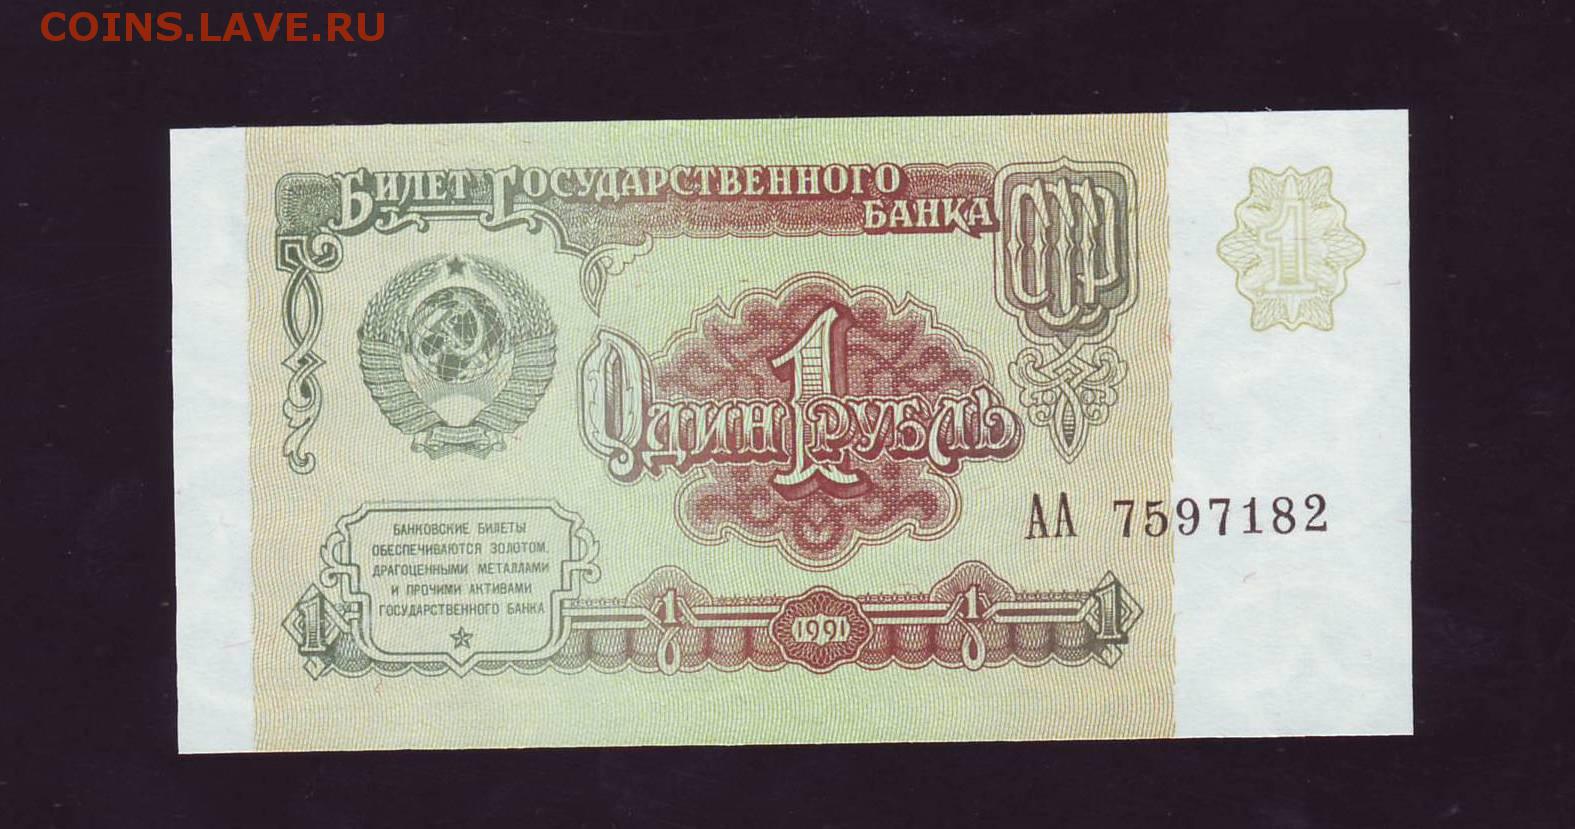 COINS.LAVE.RU
БИЛЕТ ГОСУДАРСТВЕННОГО
БАНКА
СССР
1
1
ОДИН РУБЛЬ
АА 7597182
БАНКОВСКИЕ БИЛЕТЫ
ОБЕСПЕЧИВАЮТСЯ ЗОЛОТОМ,
ДРАГОЦЕННЫМИ МЕТАЛЛАМИ
И ПРОЧИМИ АКТИВАМИ
ГОСУДАРСТВЕННОГО БАНКА
1 1 1991 1 1